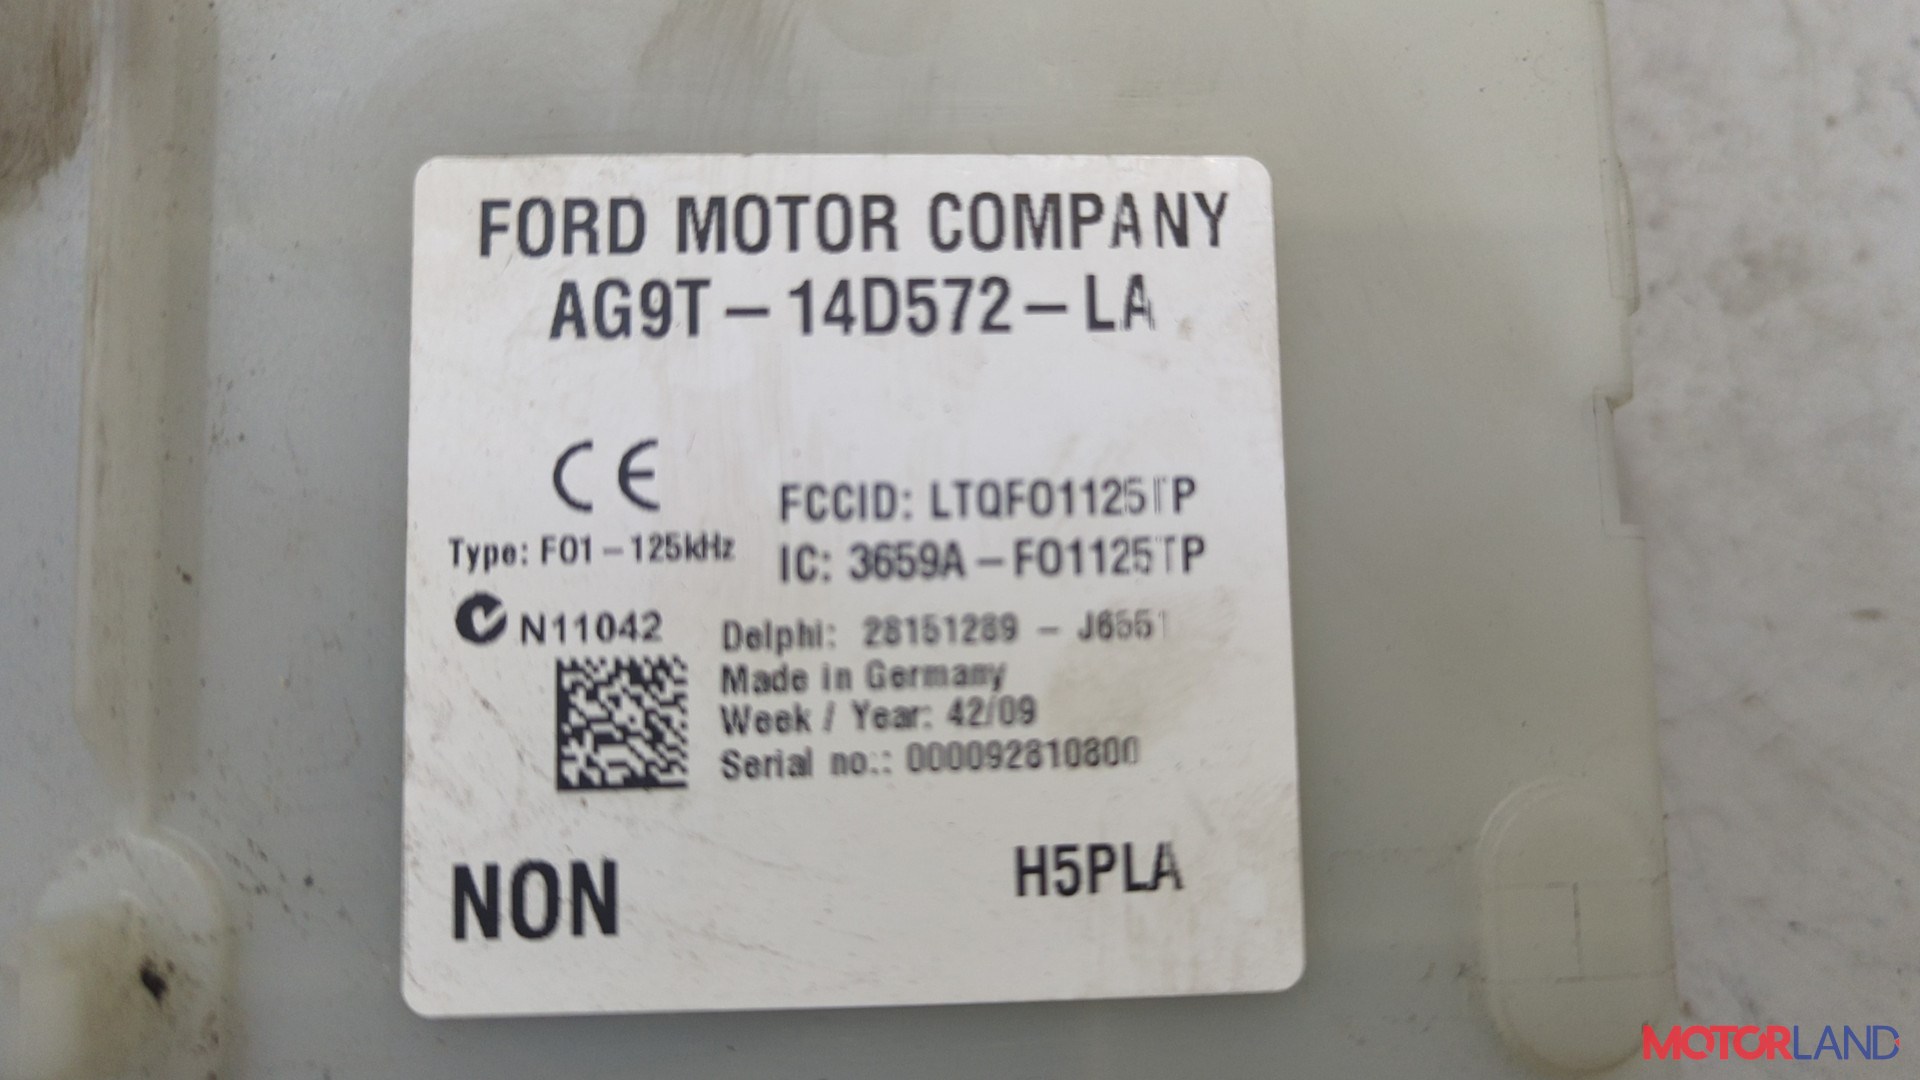 FORD MOTOR COMPANY
AG9T-14D572-LA
CE
FCCID: LTQFO1125TP
Type: FO1-125kHz
IC: 3659A-FO1125TP
N11042
Delphi: 28151289 - J6551
Made in Germany
Week / Year: 42/09
Serial no.: 000092810800
NON
H5PLA
MOTORLAND